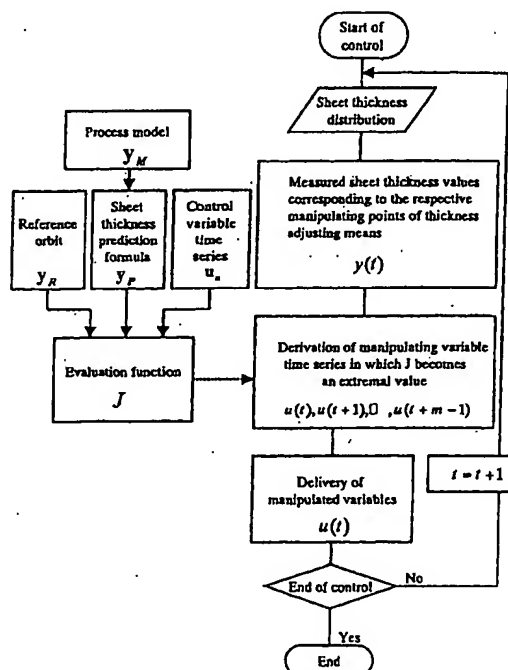 Start of
control
Sheet thickness
distribution
Process model
y_M
Measured sheet thickness values
corresponding to the respective
manipulating points of thickness
adjusting means
y(t)
Reference
orbit
y_R
Sheet
thickness
prediction
formula
y_P
Control
variable
time
series
u_n
Evaluation function
J
Derivation of manipulating variable
time series in which J becomes
an extremal value
u(t),u(t+1),□ ,u(t+m−1)
Delivery of
manipulated variables
u(t)
t=t+1
End of control
No
Yes
End